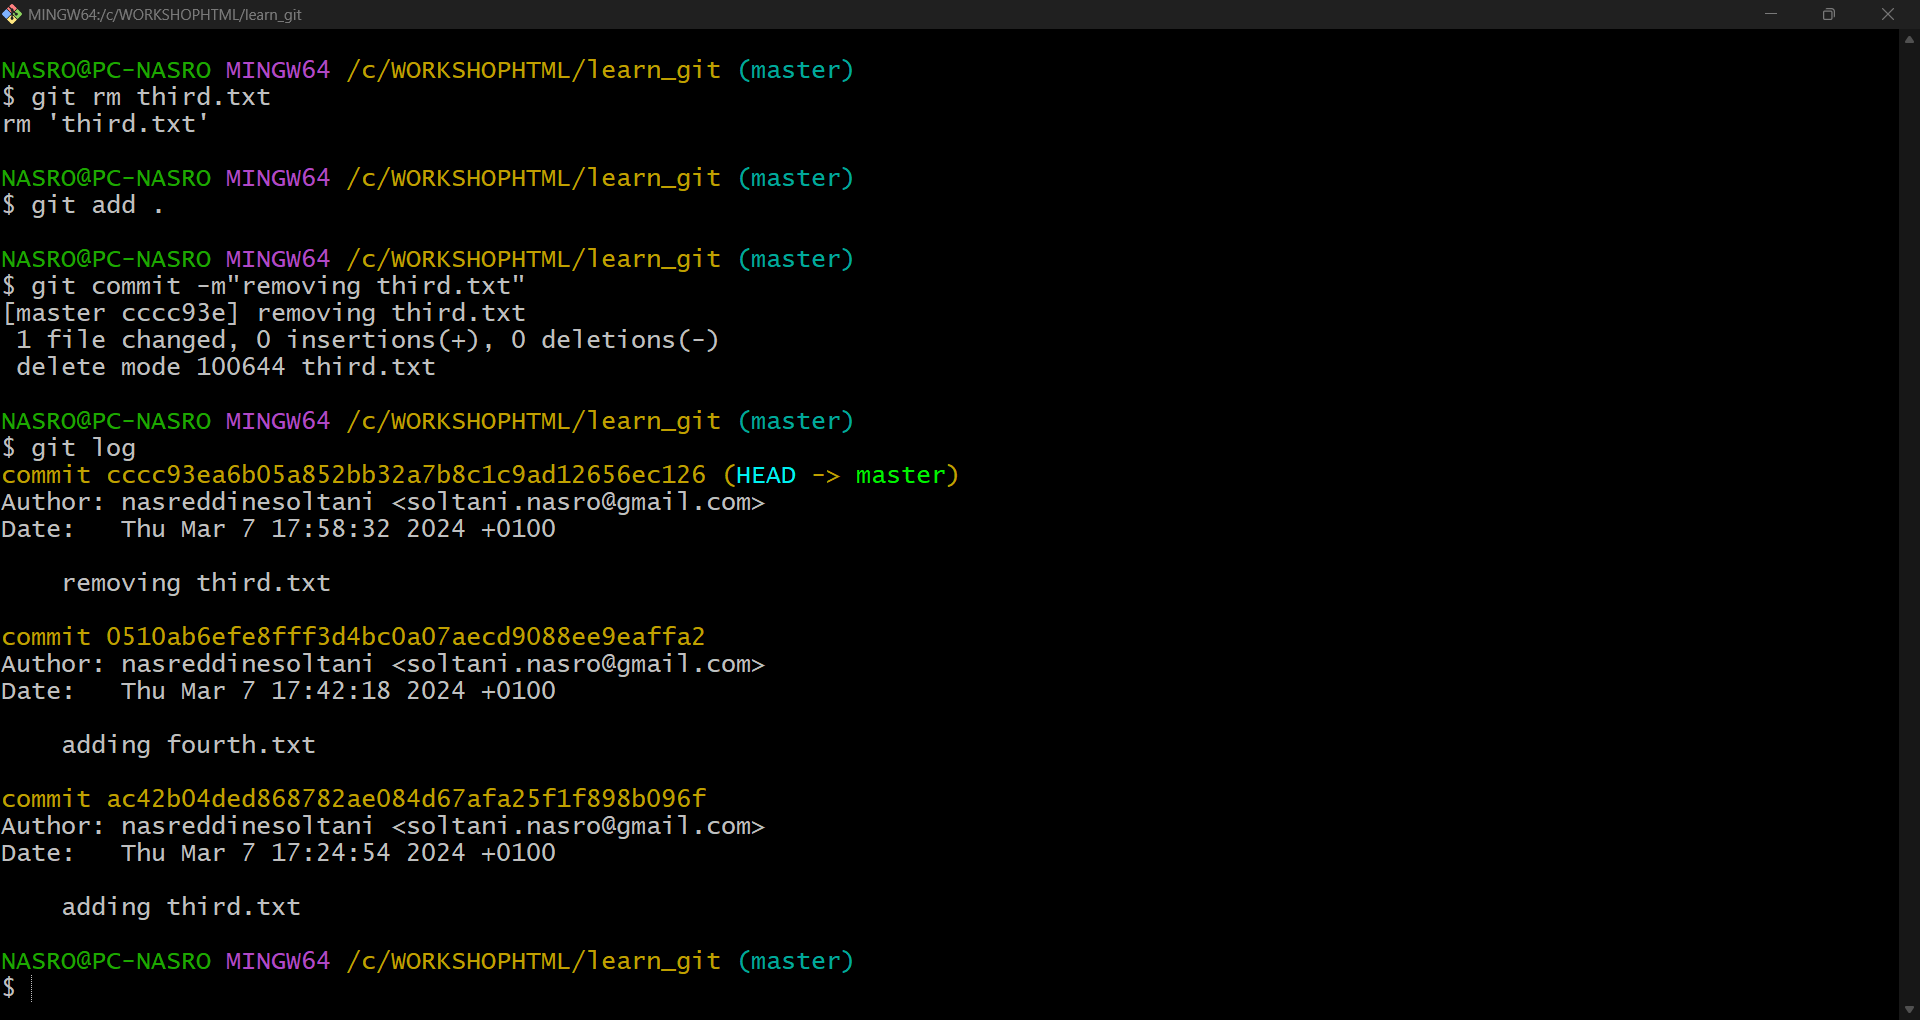 MINGW64:/c/WORKSHOPHTML/learn_git
NASRO@PC-NASRO MINGW64 /c/WORKSHOPHTML/learn_git (master)
$ git rm third.txt
rm 'third.txt'
NASRO@PC-NASRO MINGW64 /c/WORKSHOPHTML/learn_git (master)
$ git add .
NASRO@PC-NASRO MINGW64 /c/WORKSHOPHTML/learn_git (master)
$ git commit -m"removing third.txt"
[master cccc93e] removing third.txt
 1 file changed, 0 insertions(+), 0 deletions(-)
 delete mode 100644 third.txt
NASRO@PC-NASRO MINGW64 /c/WORKSHOPHTML/learn_git (master)
$ git log
commit cccc93ea6b05a852bb32a7b8c1c9ad12656ec126 (HEAD -> master)
Author: nasreddinesoltani <soltani.nasro@gmail.com>
Date:   Thu Mar 7 17:58:32 2024 +0100
    removing third.txt
commit 0510ab6efe8fff3d4bc0a07aecd9088ee9eaffa2
Author: nasreddinesoltani <soltani.nasro@gmail.com>
Date:   Thu Mar 7 17:42:18 2024 +0100
    adding fourth.txt
commit ac42b04ded868782ae084d67afa25f1f898b096f
Author: nasreddinesoltani <soltani.nasro@gmail.com>
Date:   Thu Mar 7 17:24:54 2024 +0100
    adding third.txt
NASRO@PC-NASRO MINGW64 /c/WORKSHOPHTML/learn_git (master)
$